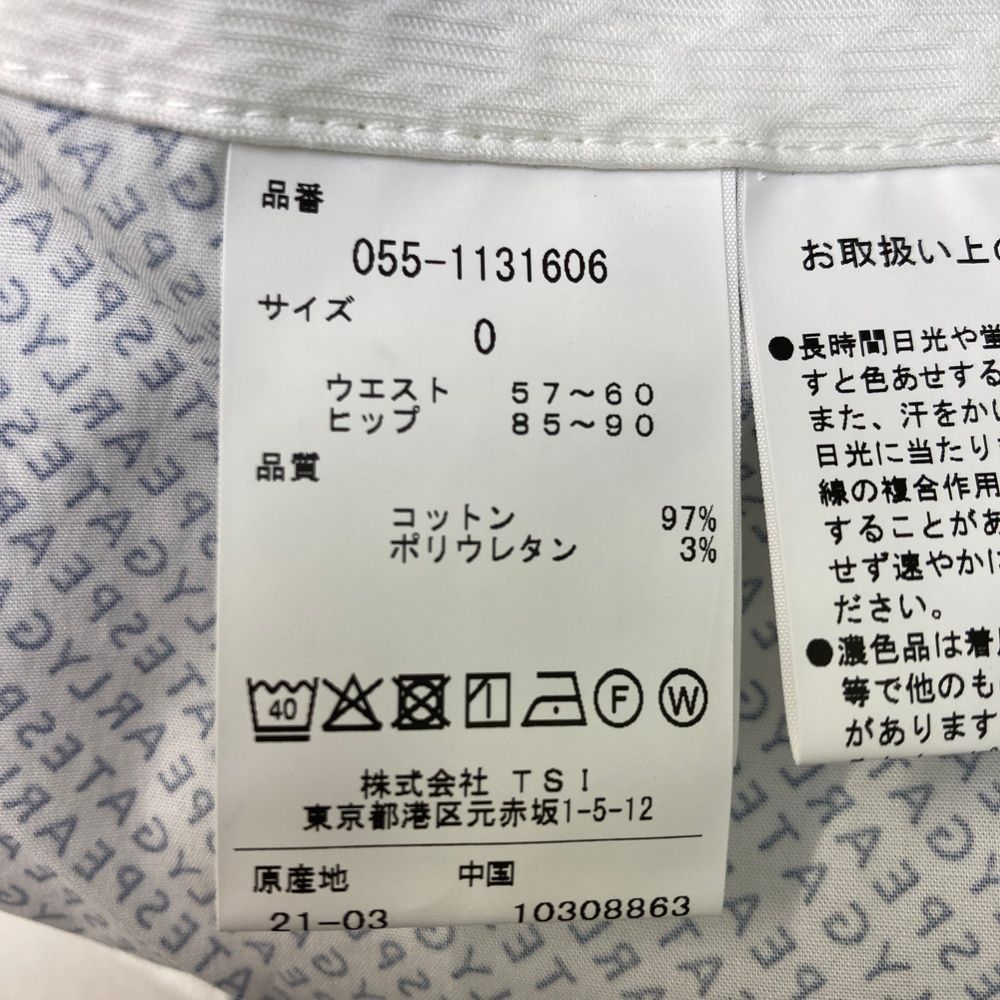 品番
055-1131606
サイズ
0
ウエスト 57～60
ヒップ 85～90
品質
コットン 97%
ポリウレタン 3%
40
F
W
株式会社 TSI
東京都港区元赤坂1-5-12
原産地 中国
21-03 10308863
お取扱い上の
●長時間日光や蛍
すと色あせする
また、汗をかい
日光に当たり
線の複合作用
することがあ
せず速やかに
ださい。
●濃色品は着用
等で他のも
があります
PEARLY GATES